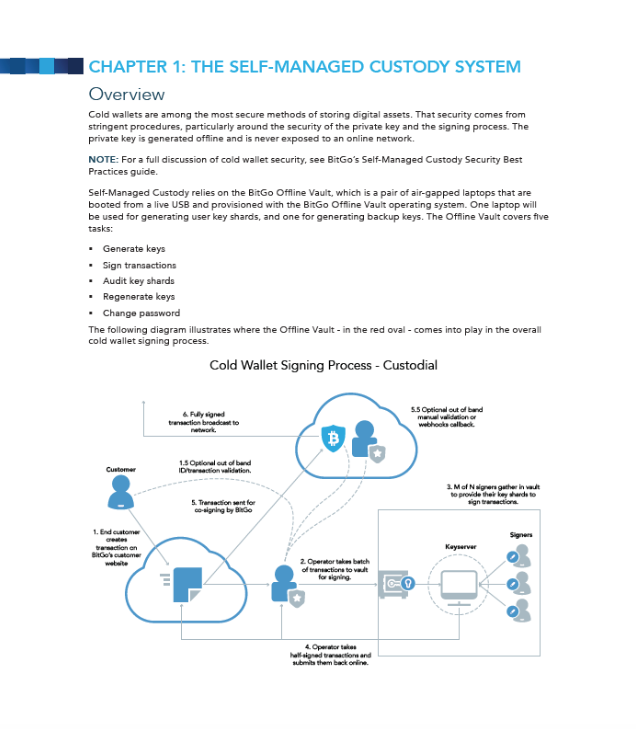 CHAPTER 1: THE SELF-MANAGED CUSTODY SYSTEM
Overview
Cold wallets are among the most secure methods of storing digital assets. That security comes from
stringent procedures, particularly around the security of the private key and the signing process. The
private key is generated offline and is never exposed to an online network.
NOTE: For a full discussion of cold wallet security, see BitGo's Self-Managed Custody Security Best
Practices guide.
Self-Managed Custody relies on the BitGo Offline Vault, which is a pair of air-gapped laptops that are
booted from a live USB and provisioned with the BitGo Offline Vault operating system. One laptop will
be used for generating user key shards, and one for generating backup keys. The Offline Vault covers five
tasks:
▪ Generate keys
▪ Sign transactions
▪ Audit key shards
▪ Regenerate keys
▪ Change password
The following diagram illustrates where the Offline Vault - in the red oval - comes into play in the overall
cold wallet signing process.
Cold Wallet Signing Process - Custodial
5.5 Optional out of band
manual validation or
webhooks callback.
6. Fully signed
transaction broadcast to
network.
1.5 Optional out of band
ID/transaction validation.
Customer
3. M of N signers gather in vault
to provide their key shards to
sign transactions.
5. Transaction sent for
co-signing by BitGo
1. End customer
creates
transaction on
BitGo's customer
website
Signers
Keyserver
2. Operator takes batch
of transactions to vault
for signing.
4. Operator takes
half-signed transactions and
submits them back online.